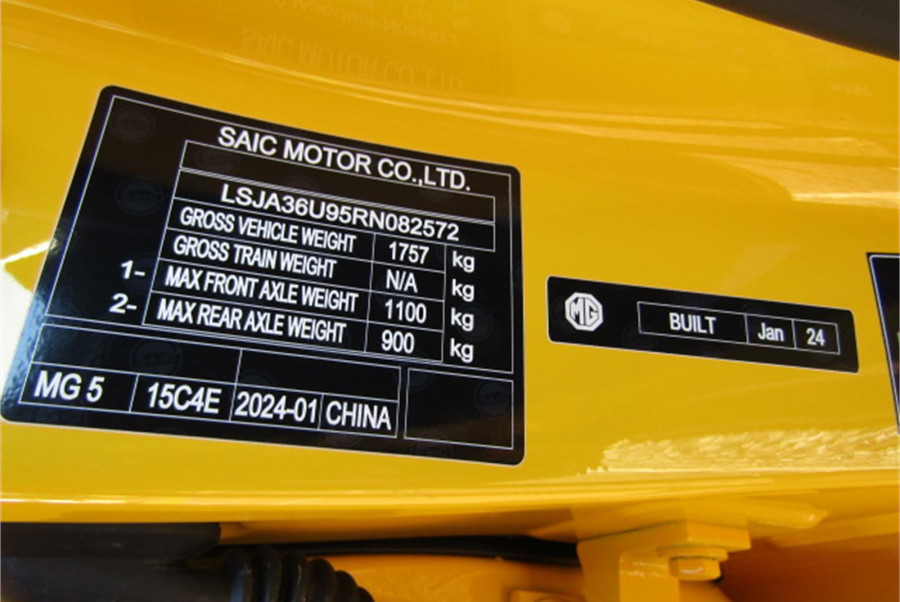 SAIC MOTOR CO.,LTD.
LSJA36U95RN082572
GROSS VEHICLE WEIGHT 1757 kg
GROSS TRAIN WEIGHT N/A kg
1- MAX FRONT AXLE WEIGHT 1100 kg
2- MAX REAR AXLE WEIGHT 900 kg
MG 5 15C4E 2024-01 CHINA
MG BUILT Jan 24